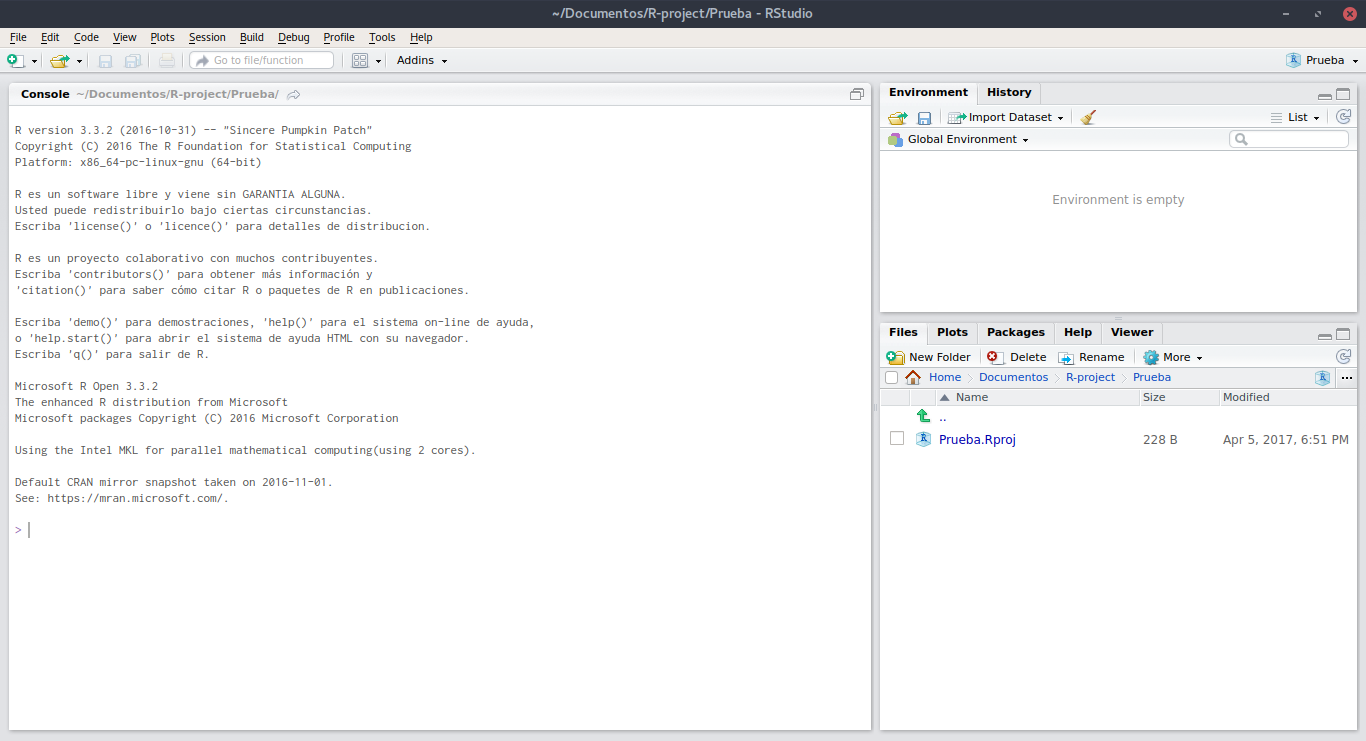 ~/Documentos/R-project/Prueba - RStudio
File Edit Code View Plots Session Build Debug Profile Tools Help
Go to file/function Addins Prueba
Console ~/Documentos/R-project/Prueba/
R version 3.3.2 (2016-10-31) -- "Sincere Pumpkin Patch"
Copyright (C) 2016 The R Foundation for Statistical Computing
Platform: x86_64-pc-linux-gnu (64-bit)
R es un software libre y viene sin GARANTIA ALGUNA.
Usted puede redistribuirlo bajo ciertas circunstancias.
Escriba 'license()' o 'licence()' para detalles de distribucion.
R es un proyecto colaborativo con muchos contribuyentes.
Escriba 'contributors()' para obtener más información y
'citation()' para saber cómo citar R o paquetes de R en publicaciones.
Escriba 'demo()' para demostraciones, 'help()' para el sistema on-line de ayuda,
o 'help.start()' para abrir el sistema de ayuda HTML con su navegador.
Escriba 'q()' para salir de R.
Microsoft R Open 3.3.2
The enhanced R distribution from Microsoft
Microsoft packages Copyright (C) 2016 Microsoft Corporation
Using the Intel MKL for parallel mathematical computing(using 2 cores).
Default CRAN mirror snapshot taken on 2016-11-01.
See: https://mran.microsoft.com/.
>
Environment History
Import Dataset List
Global Environment
Environment is empty
Files Plots Packages Help Viewer
New Folder Delete Rename More
Home Documentos R-project Prueba ...
Name Size Modified
..
Prueba.Rproj 228 B Apr 5, 2017, 6:51 PM